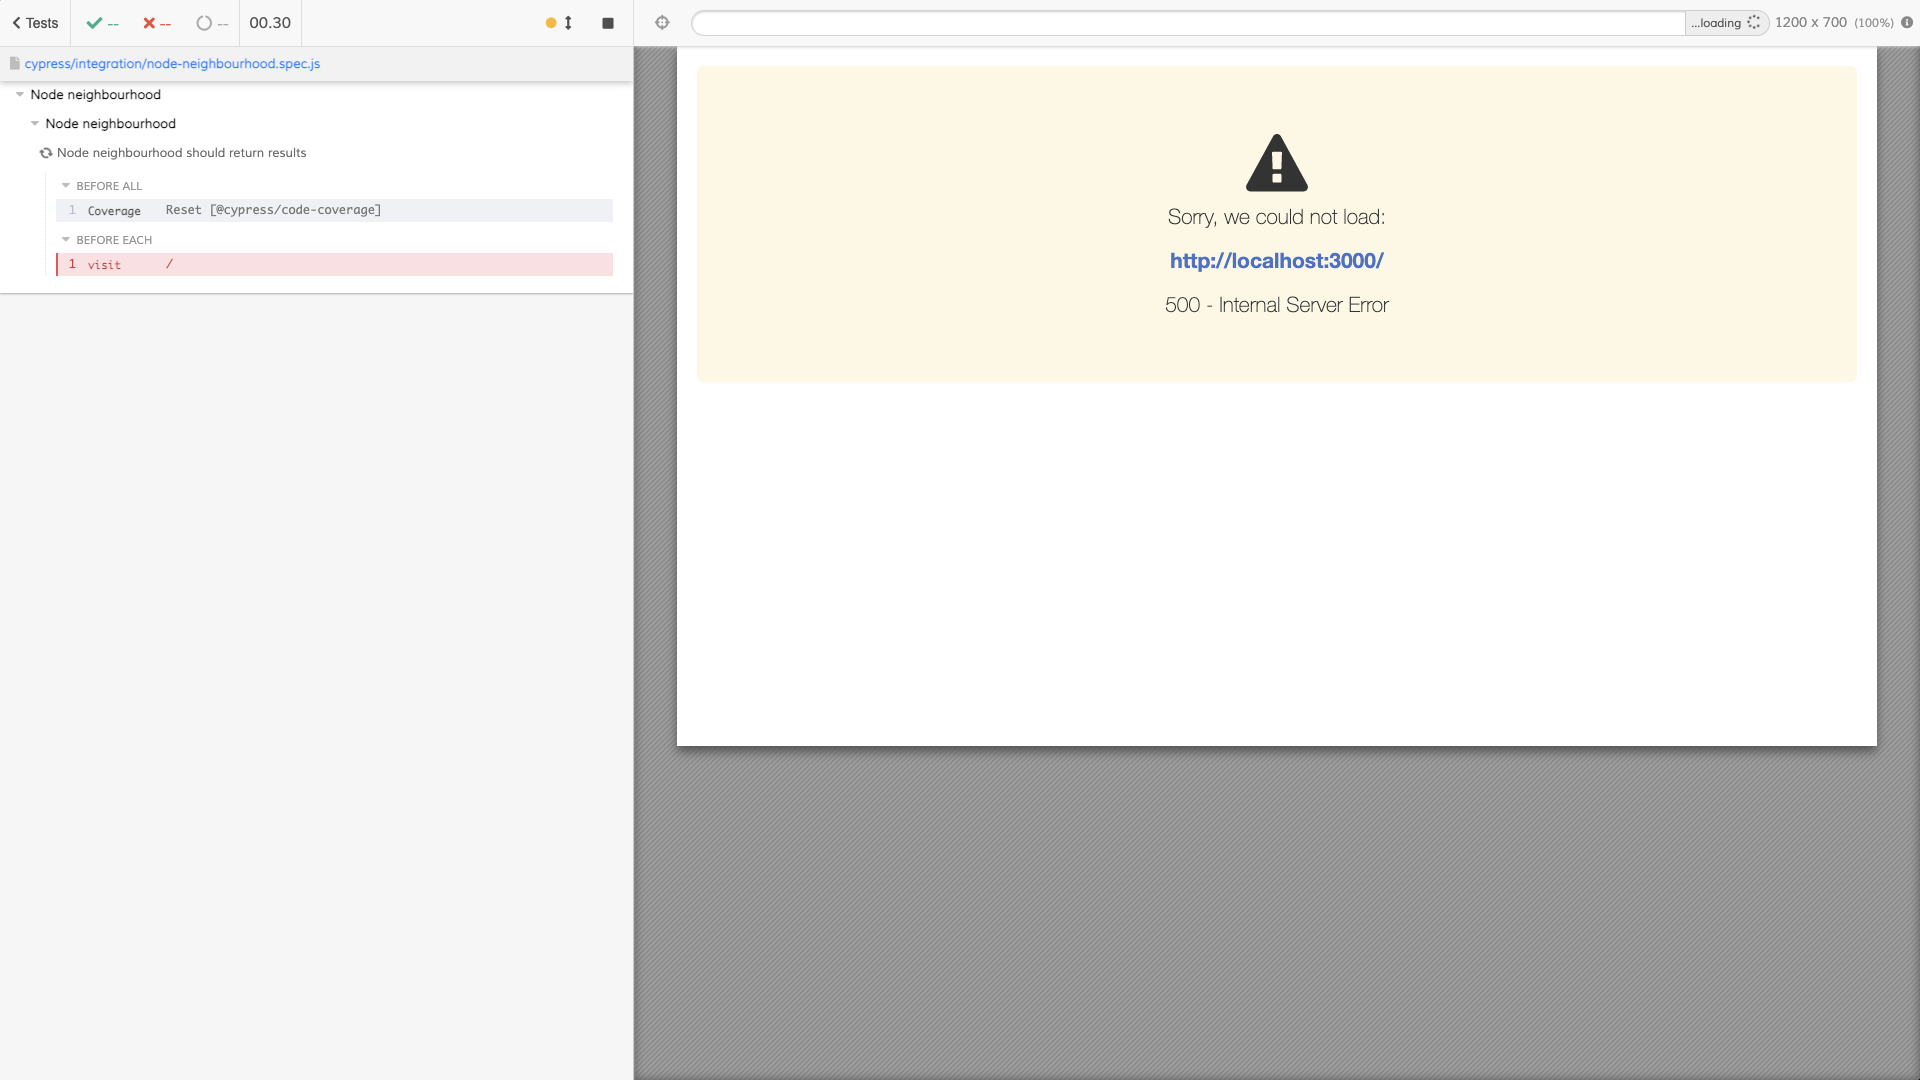 Tests -- -- -- 00.30
...loading 1200 x 700 (100%)
cypress/integration/node-neighbourhood.spec.js
Node neighbourhood
Node neighbourhood
Node neighbourhood should return results
BEFORE ALL
1 Coverage Reset [@cypress/code-coverage]
BEFORE EACH
1 visit /
Sorry, we could not load:
http://localhost:3000/
500 - Internal Server Error